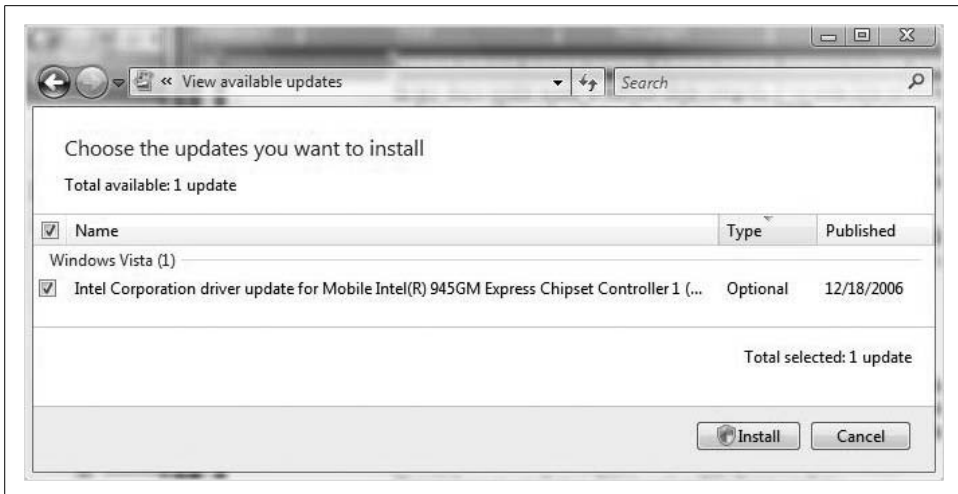 « View available updates
Search
Choose the updates you want to install
Total available: 1 update
Name Type Published
Windows Vista (1)
Intel Corporation driver update for Mobile Intel(R) 945GM Express Chipset Controller 1 (... Optional 12/18/2006
Total selected: 1 update
Install Cancel